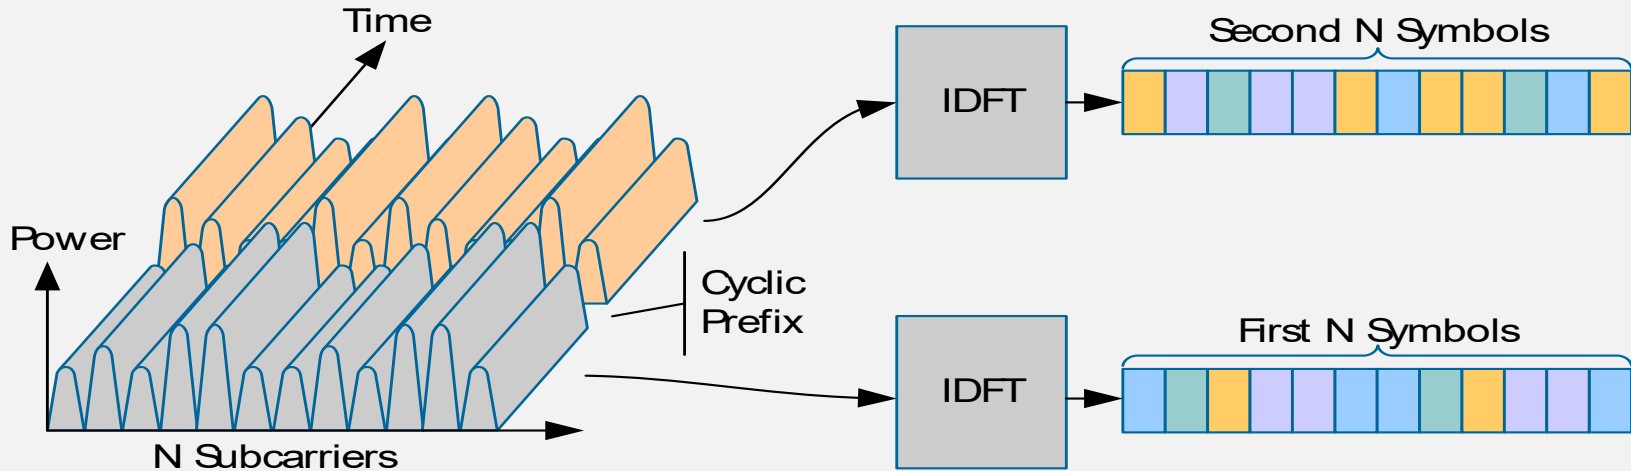 Time
Second N Symbols
IDFT
Power
Cyclic
Prefix
First N Symbols
IDFT
N Subcarriers